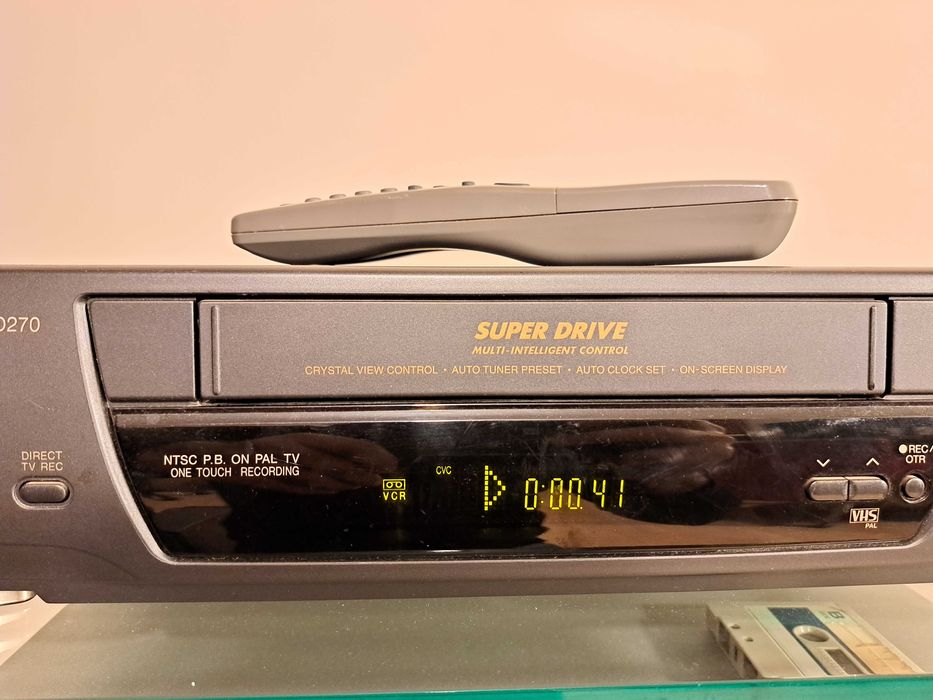 D270
SUPER DRIVE
MULTI-INTELLIGENT CONTROL
CRYSTAL VIEW CONTROL • AUTO TUNER PRESET • AUTO CLOCK SET • ON-SCREEN DISPLAY
DIRECT
TV REC
NTSC P.B. ON PAL TV
ONE TOUCH RECORDING
VCR
CVC
0:00.41
REC/
OTR
VHS
PAL